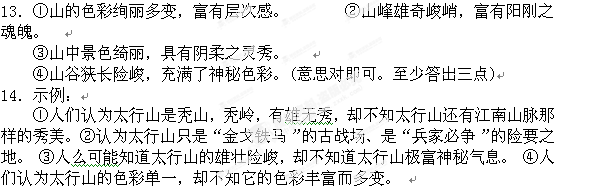 13．①山的色彩绚丽多变，富有层次感。 ②山峰雄奇峻峭，富有阳刚之
魂魄。
③山中景色绮丽，具有阴柔之灵秀。
④山谷狭长险峻，充满了神秘色彩。(意思对即可。至少答出三点)
14．示例：
①人们认为太行山是秃山，秃岭，有雄无秀，却不知太行山还有江南山脉那
样的秀美。②认为太行山只是“金戈铁马”的古战场、是“兵家必争”的险要之
地。 ③人么可能知道太行山的雄壮险峻，却不知道太行山极富神秘气息。 ④人
们认为太行山的色彩单一，却不知它的色彩丰富而多变。